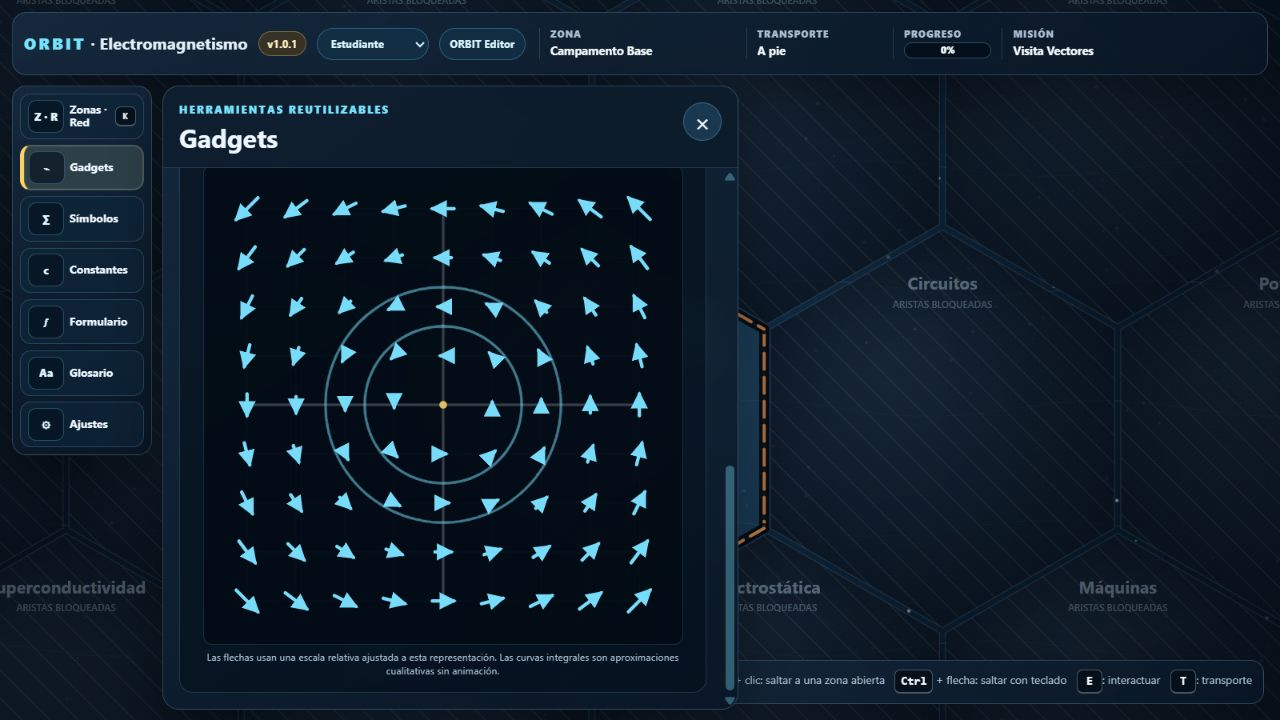 ORBIT · Electromagnetismo
v1.0.1
Estudiante
ORBIT Editor
ZONA
Campamento Base
TRANSPORTE
A pie
PROGRESO
0%
MISIÓN
Visita Vectores
Z·R
Zonas ·
Red
K
Gadgets
Σ
Símbolos
c
Constantes
ƒ
Formulario
Aa
Glosario
Ajustes
HERRAMIENTAS REUTILIZABLES
Gadgets
×
Las flechas usan una escala relativa ajustada a esta representación. Las curvas integrales son aproximaciones
cualitativas sin animación.
Circuitos
ARISTAS BLOQUEADAS
Po
ARISTAS
uperconductividad
ARISTAS BLOQUEADAS
ctrostática
TAS BLOQUEADAS
Máquinas
ARISTAS BLOQUEADAS
+ clic: saltar a una zona abierta
Ctrl + flecha: saltar con teclado
E : interactuar
T : transporte